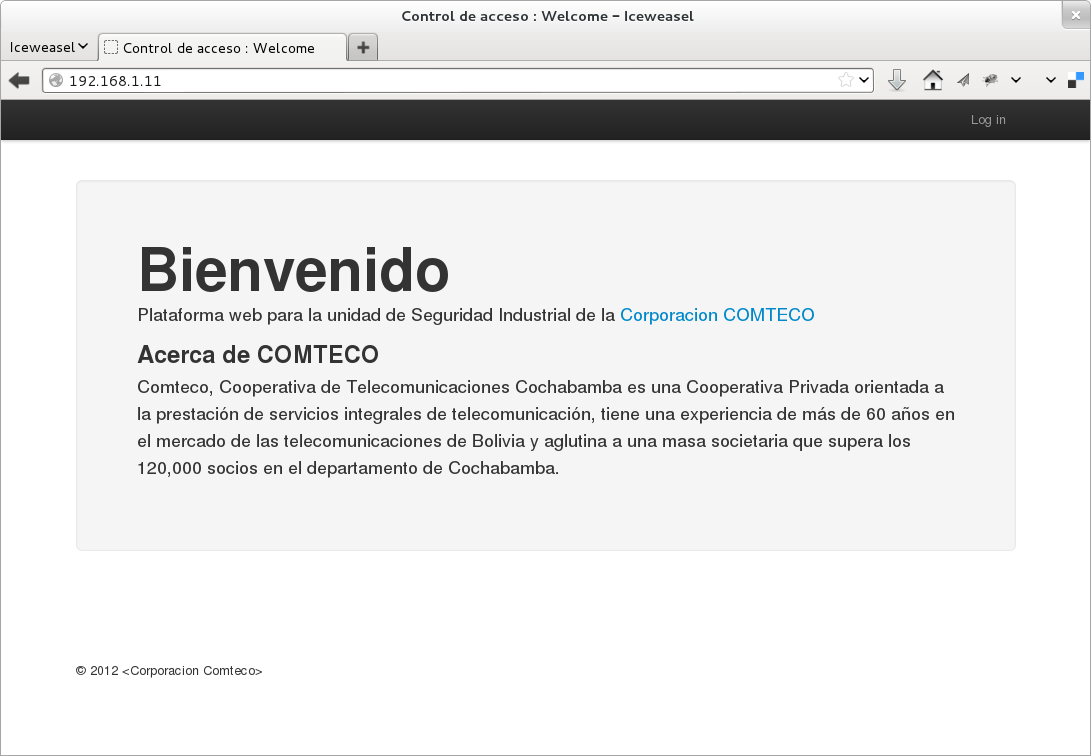 Control de acceso : Welcome - Iceweasel
Iceweasel
Control de acceso : Welcome
192.168.1.11
Log in
Bienvenido
Plataforma web para la unidad de Seguridad Industrial de la Corporacion COMTECO
Acerca de COMTECO
Comteco, Cooperativa de Telecomunicaciones Cochabamba es una Cooperativa Privada orientada a
la prestación de servicios integrales de telecomunicación, tiene una experiencia de más de 60 años en
el mercado de las telecomunicaciones de Bolivia y aglutina a una masa societaria que supera los
120,000 socios en el departamento de Cochabamba.
© 2012 <Corporacion Comteco>